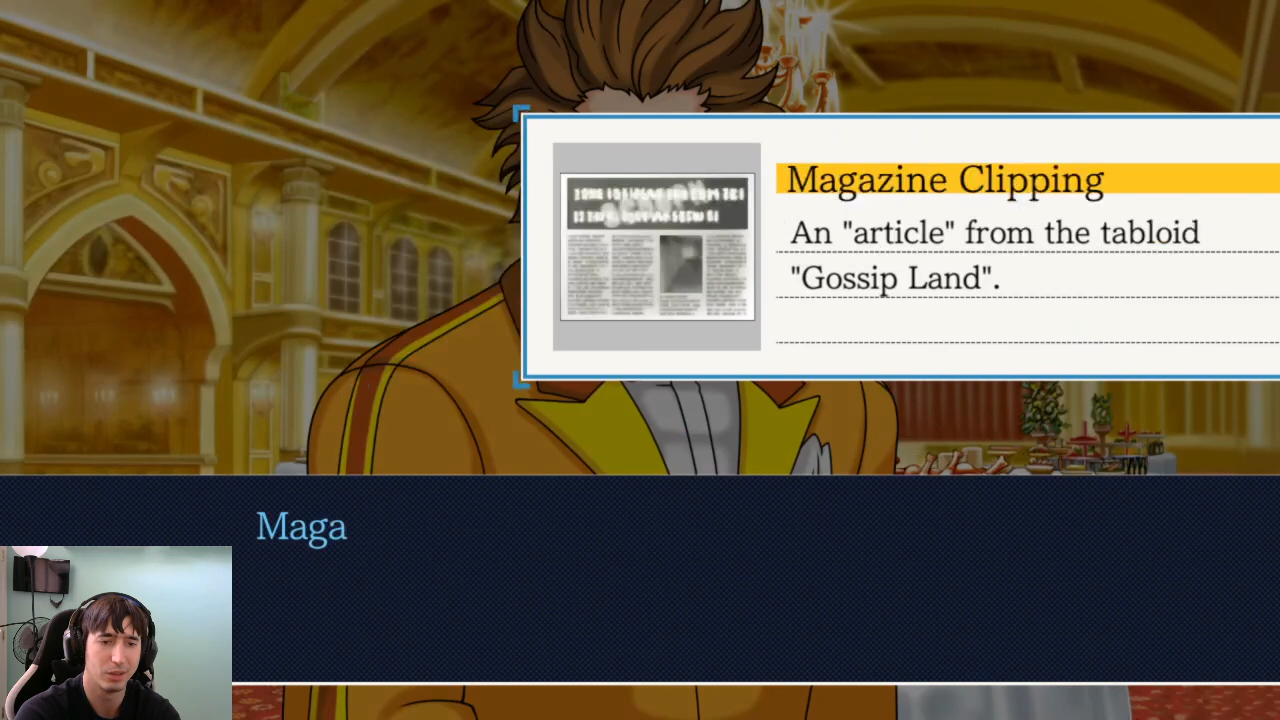 Magazine Clipping
An "article" from the tabloid
"Gossip Land".
Maga